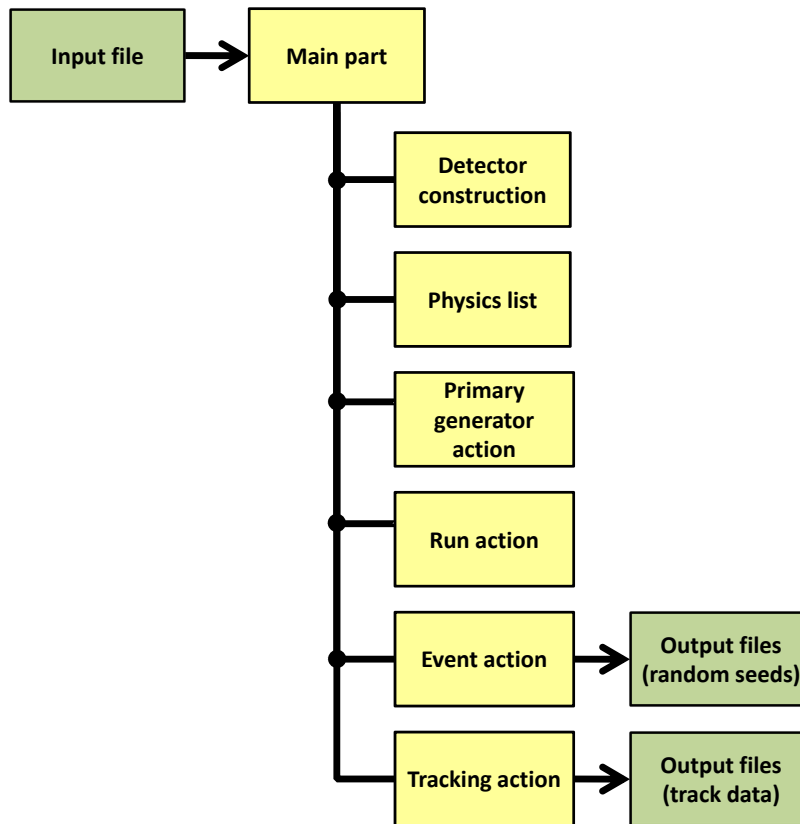 Input file
Main part
Detector
construction
Physics list
Primary
generator
action
Run action
Event action
Output files
(random seeds)
Tracking action
Output files
(track data)